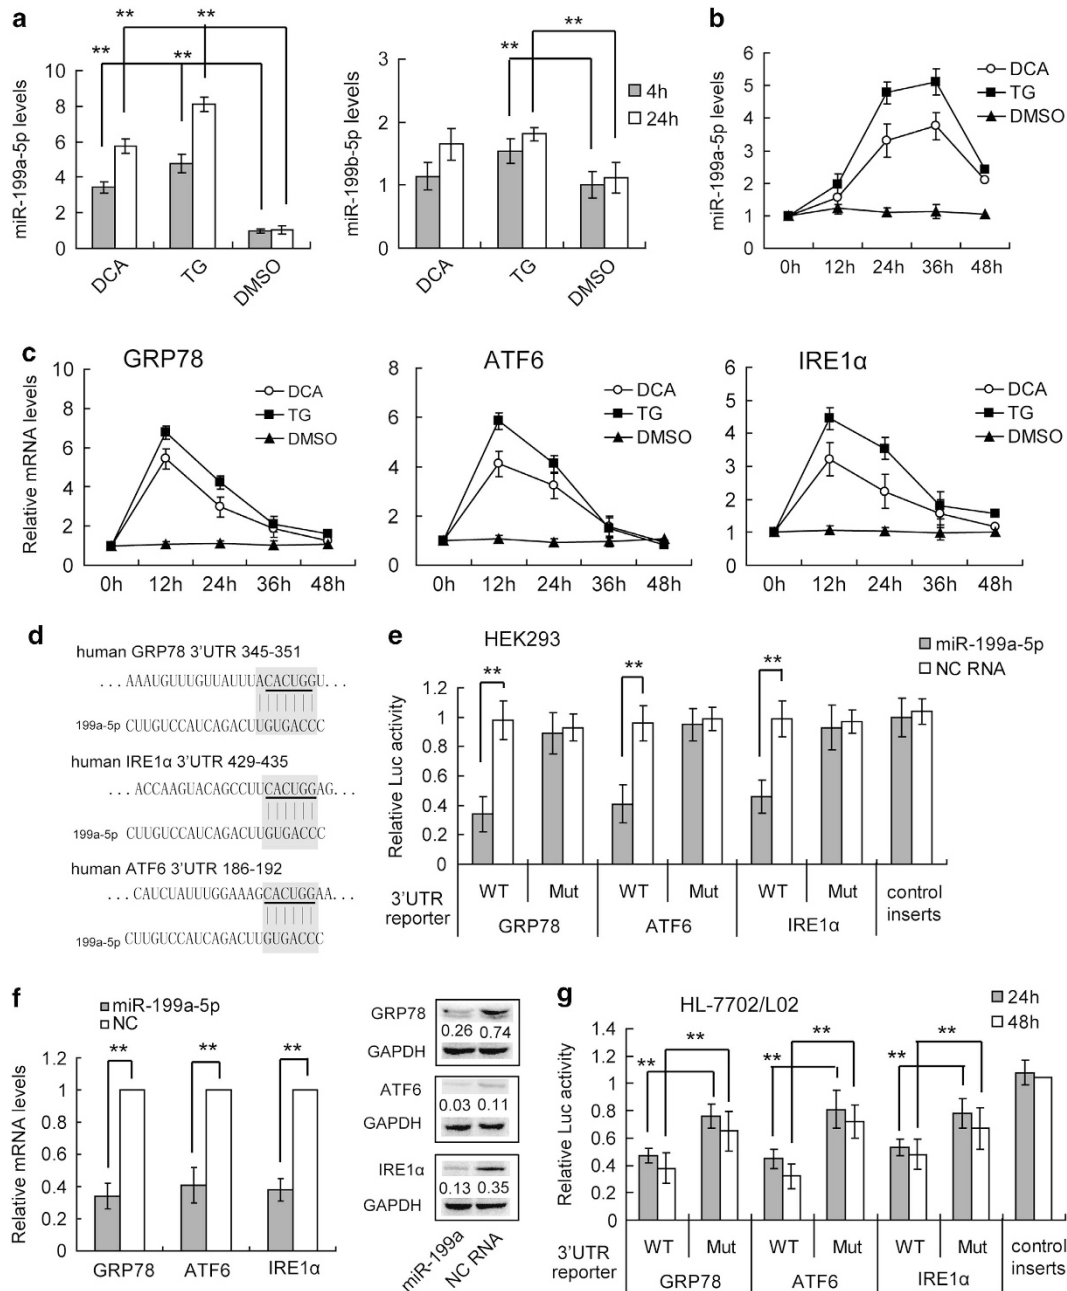 a
** ** **
** **
miR-199a-5p levels
10
8
6
4
2
0
DCA TG DMSO
** **
miR-199b-5p levels
3
2
1
0
4h
24h
DCA TG DMSO
b
miR-199a-5p levels
6
5
4
3
2
1
0
DCA
TG
DMSO
0h 12h 24h 36h 48h
c
GRP78
Relative mRNA levels
10
8
6
4
2
0
DCA
TG
DMSO
0h 12h 24h 36h 48h
ATF6
8
6
4
2
0
DCA
TG
DMSO
0h 12h 24h 36h 48h
IRE1α
6
5
4
3
2
1
0
DCA
TG
DMSO
0h 12h 24h 36h 48h
d
human GRP78 3'UTR 345-351
...AAAUGUUUGUUAUUUACACUGGU...
199a-5p CUUGUCCAUCAGACUUGUGACCC
human IRE1α 3'UTR 429-435
...ACCAAGUACAGCCUUCACUGGAG...
199a-5p CUUGUCCAUCAGACUUGUGACCC
human ATF6 3'UTR 186-192
...CAUCUAUUUGGAAAGCACUGGAA...
199a-5p CUUGUCCAUCAGACUUGUGACCC
e
HEK293
miR-199a-5p
NC RNA
** ** **
Relative Luc activity
1.2
1
0.8
0.6
0.4
0.2
0
3'UTR reporter
WT Mut WT Mut WT Mut control inserts
GRP78 ATF6 IRE1α
f
miR-199a-5p
NC
** ** **
Relative mRNA levels
1.2
1
0.8
0.6
0.4
0.2
0
GRP78 ATF6 IRE1α
GRP78
0.26 0.74
GAPDH
ATF6
0.03 0.11
GAPDH
IRE1α
0.13 0.35
GAPDH
miR-199a NC RNA
g
HL-7702/L02
24h
48h
** ** **
** ** **
Relative Luc activity
1.4
1.2
1
0.8
0.6
0.4
0.2
0
3'UTR reporter
WT Mut WT Mut WT Mut control inserts
GRP78 ATF6 IRE1α